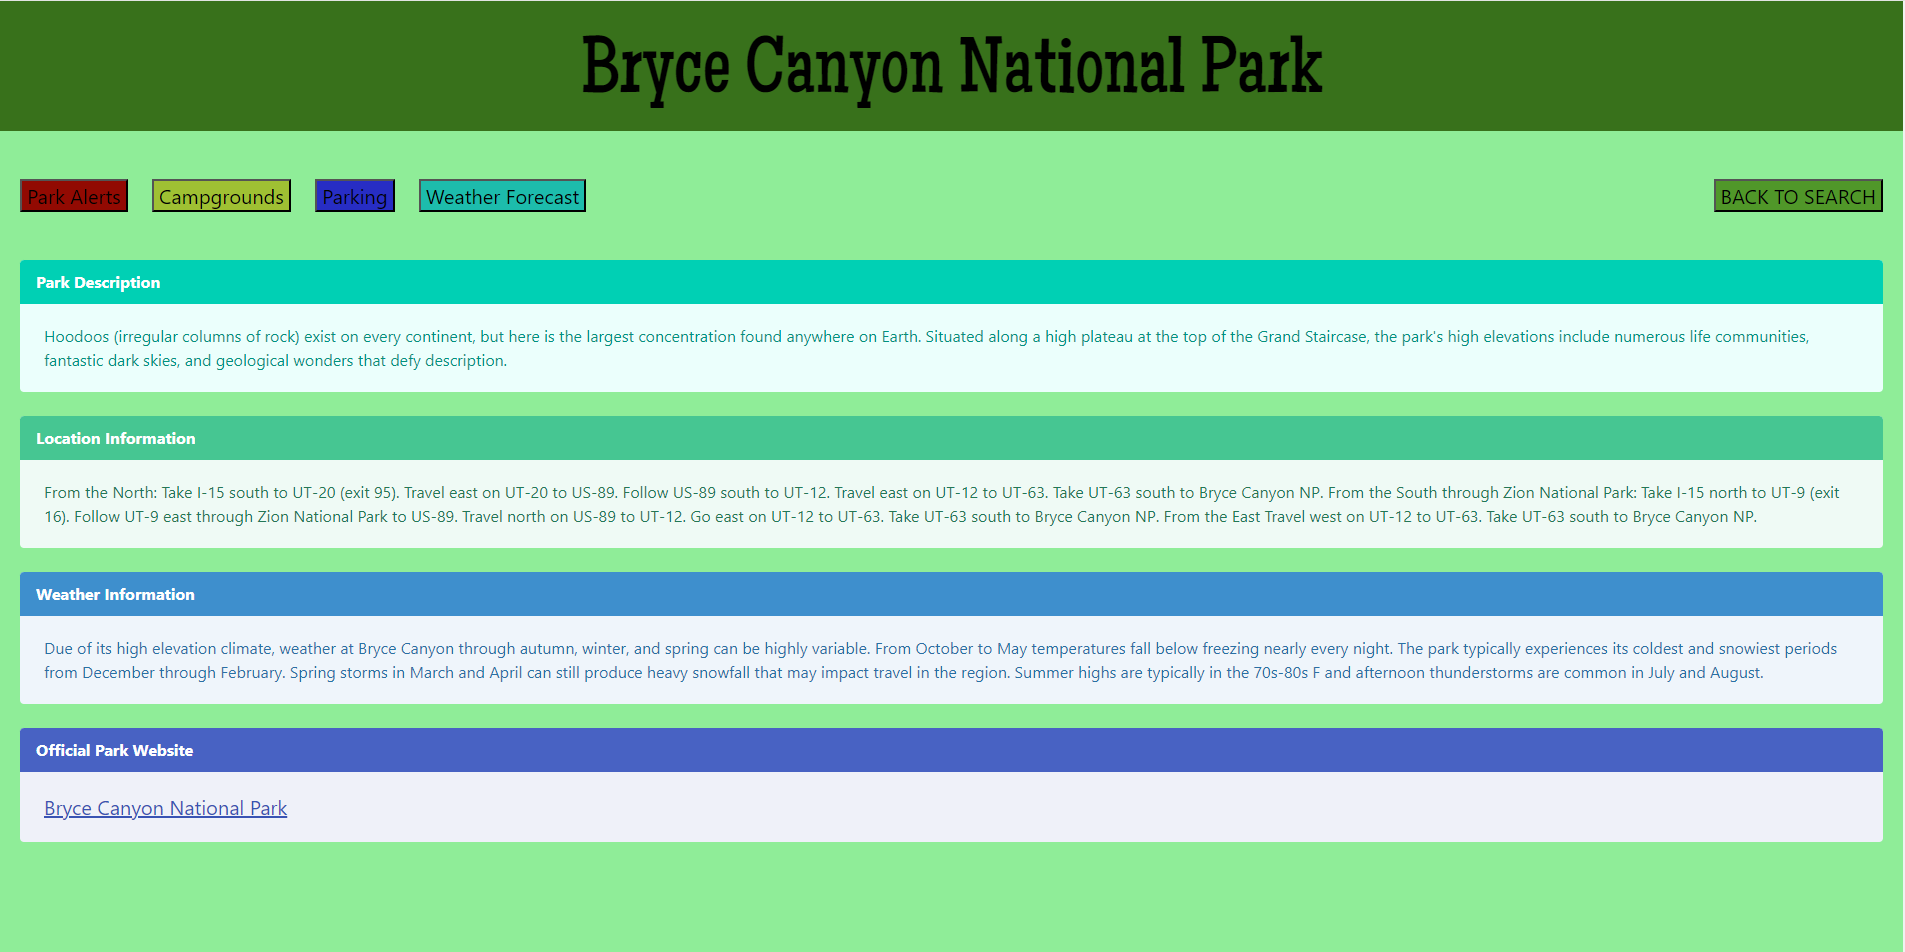 Bryce Canyon National Park
Park Alerts
Campgrounds
Parking
Weather Forecast
BACK TO SEARCH
Park Description
Hoodoos (irregular columns of rock) exist on every continent, but here is the largest concentration found anywhere on Earth. Situated along a high plateau at the top of the Grand Staircase, the park's high elevations include numerous life communities,
fantastic dark skies, and geological wonders that defy description.
Location Information
From the North: Take I-15 south to UT-20 (exit 95). Travel east on UT-20 to US-89. Follow US-89 south to UT-12. Travel east on UT-12 to UT-63. Take UT-63 south to Bryce Canyon NP. From the South through Zion National Park: Take I-15 north to UT-9 (exit
16). Follow UT-9 east through Zion National Park to US-89. Travel north on US-89 to UT-12. Go east on UT-12 to UT-63. Take UT-63 south to Bryce Canyon NP. From the East Travel west on UT-12 to UT-63. Take UT-63 south to Bryce Canyon NP.
Weather Information
Due of its high elevation climate, weather at Bryce Canyon through autumn, winter, and spring can be highly variable. From October to May temperatures fall below freezing nearly every night. The park typically experiences its coldest and snowiest periods
from December through February. Spring storms in March and April can still produce heavy snowfall that may impact travel in the region. Summer highs are typically in the 70s-80s F and afternoon thunderstorms are common in July and August.
Official Park Website
Bryce Canyon National Park